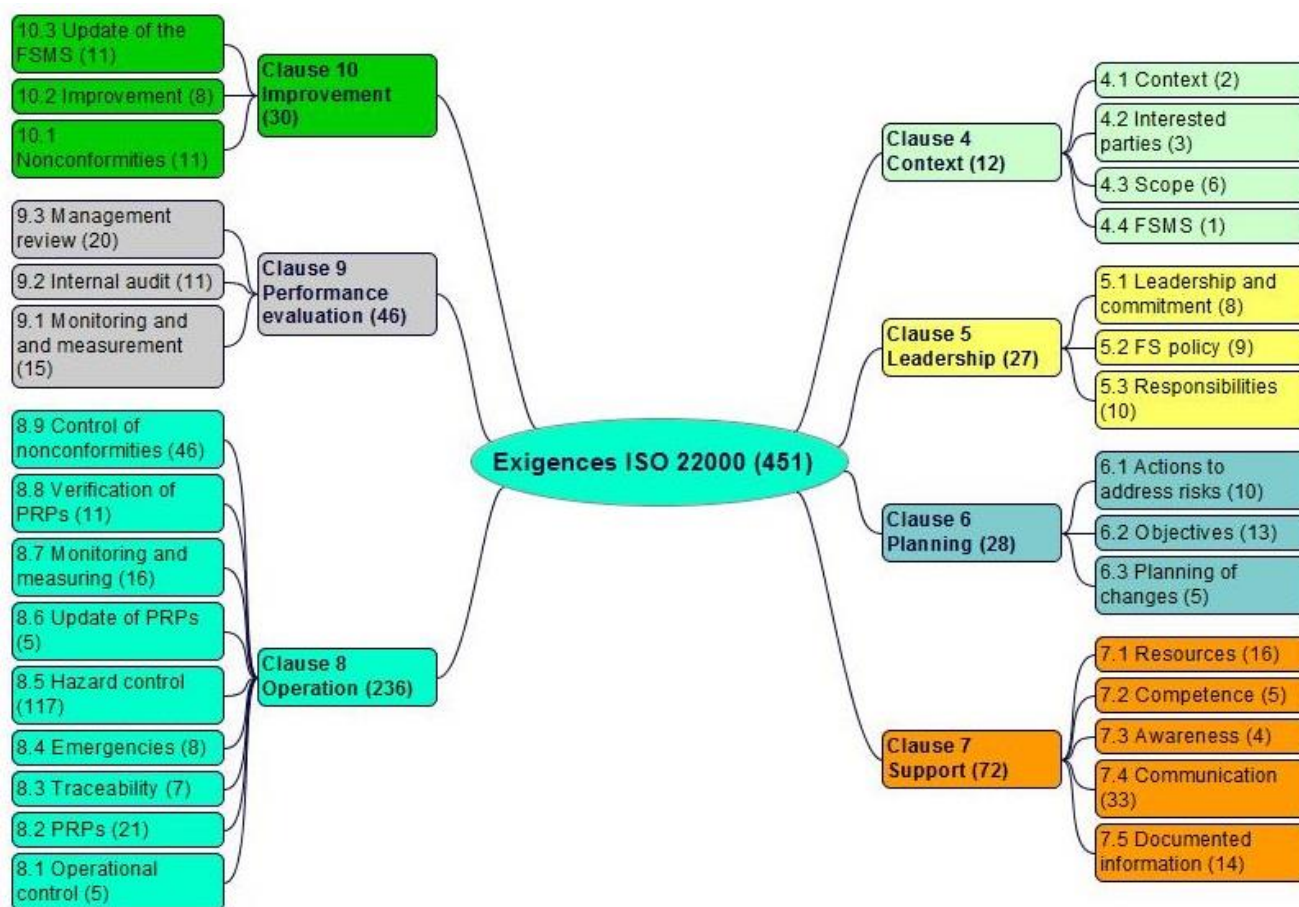 Exigences ISO 22000 (451)
Clause 4
Context (12)
4.1 Context (2)
4.2 Interested
parties (3)
4.3 Scope (6)
4.4 FSMS (1)
Clause 5
Leadership (27)
5.1 Leadership and
commitment (8)
5.2 FS policy (9)
5.3 Responsibilities
(10)
Clause 6
Planning (28)
6.1 Actions to
address risks (10)
6.2 Objectives (13)
6.3 Planning of
changes (5)
Clause 7
Support (72)
7.1 Resources (16)
7.2 Competence (5)
7.3 Awareness (4)
7.4 Communication
(33)
7.5 Documented
information (14)
Clause 8
Operation (236)
8.9 Control of
nonconformities (46)
8.8 Verification of
PRPs (11)
8.7 Monitoring and
measuring (16)
8.6 Update of PRPs
(5)
8.5 Hazard control
(117)
8.4 Emergencies (8)
8.3 Traceability (7)
8.2 PRPs (21)
8.1 Operational
control (5)
Clause 9
Performance
evaluation (46)
9.3 Management
review (20)
9.2 Internal audit (11)
9.1 Monitoring and
and measurement
(15)
Clause 10
Improvement
(30)
10.3 Update of the
FSMS (11)
10.2 Improvement (8)
10.1
Nonconformities (11)